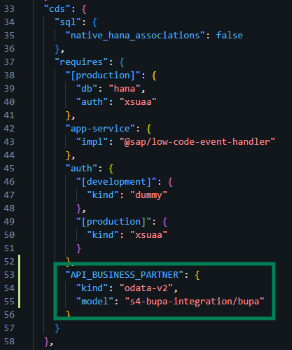 33 "cds": {
34 "sql": {
35 "native_hana_associations": false
36 },
37 "requires": {
38 "[production]": {
39 "db": "hana",
40 "auth": "xsuaa"
41 },
42 "app-service": {
43 "impl": "@sap/low-code-event-handler"
44 },
45 "auth": {
46 "[development]": {
47 "kind": "dummy"
48 },
49 "[production]": {
50 "kind": "xsuaa"
51 }
52 },
53 "API_BUSINESS_PARTNER": {
54 "kind": "odata-v2",
55 "model": "s4-bupa-integration/bupa"
56 }
57 }
58 },